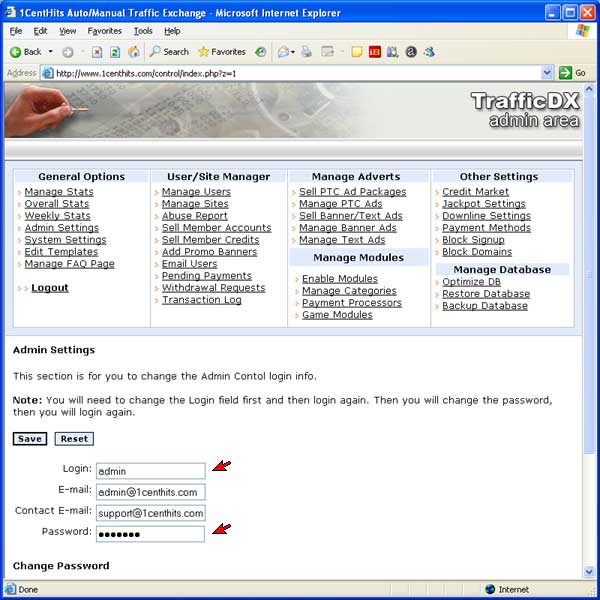 1CentHits Auto/Manual Traffic Exchange - Microsoft Internet Explorer
File Edit View Favorites Tools Help
Back Search Favorites
Address http://www.1centhits.com/control/index.php?z=1 Go
TrafficDX
admin area
General Options
Manage Stats
Overall Stats
Weekly Stats
Admin Settings
System Settings
Edit Templates
Manage FAQ Page
Logout
User/Site Manager
Manage Users
Manage Sites
Abuse Report
Sell Member Accounts
Sell Member Credits
Add Promo Banners
Email Users
Pending Payments
Withdrawal Requests
Transaction Log
Manage Adverts
Sell PTC Ad Packages
Manage PTC Ads
Sell Banner/Text Ads
Manage Banner Ads
Manage Text Ads
Manage Modules
Enable Modules
Manage Categories
Payment Processors
Game Modules
Other Settings
Credit Market
Jackpot Settings
Downline Settings
Payment Methods
Block Signup
Block Domains
Manage Database
Optimize DB
Restore Database
Backup Database
Admin Settings
This section is for you to change the Admin Contol login info.
Note: You will need to change the Login field first and then login again. Then you will change the password,
then you will login again.
Save Reset
Login: admin
E-mail: admin@1centhits.com
Contact E-mail: support@1centhits.com
Password: •••••••
Change Password
Done Internet